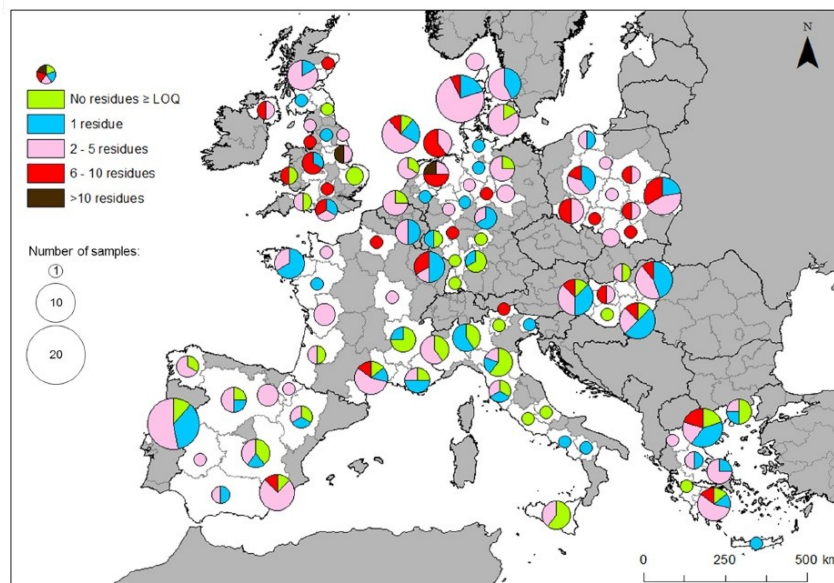 N
No residues ≥ LOQ
1 residue
2 - 5 residues
6 - 10 residues
>10 residues
Number of samples:
1
10
20
0 250 500 km